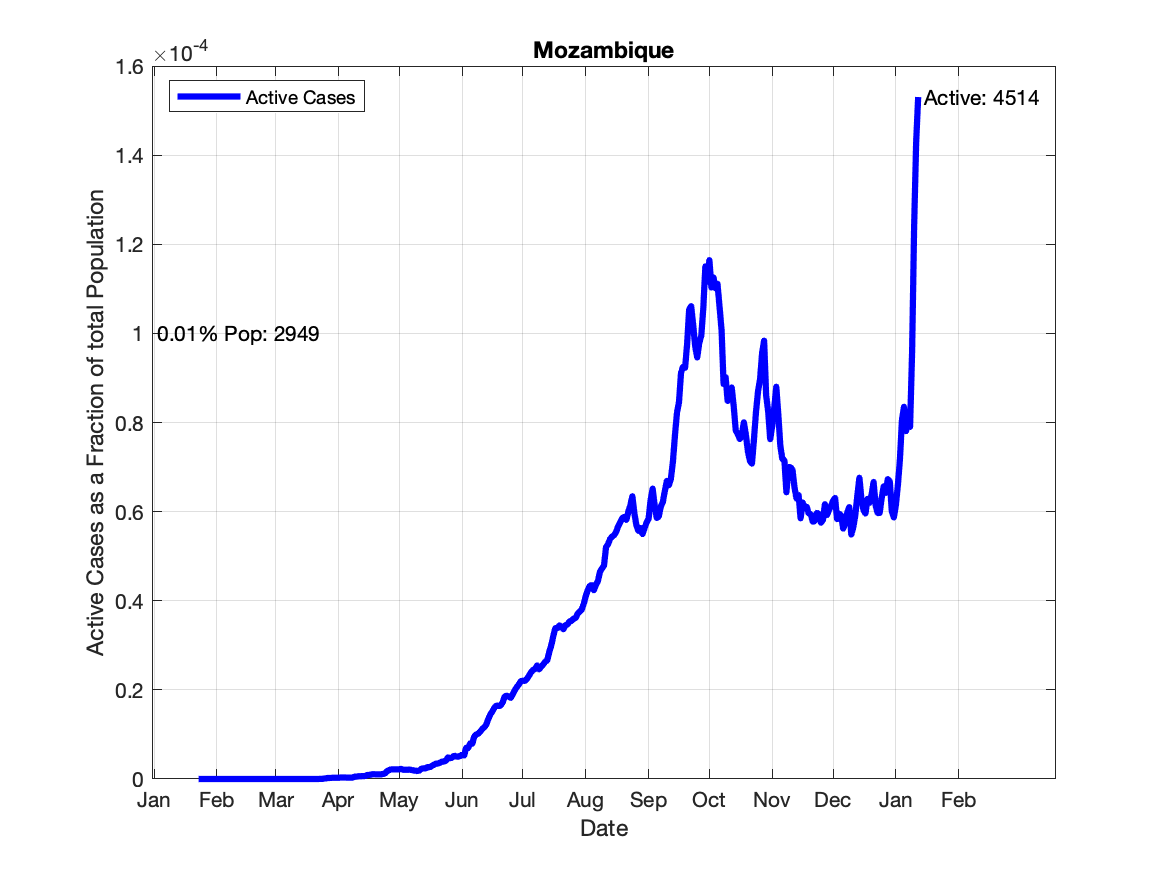 Mozambique
×10-4
1.6
1.4
1.2
1
0.8
0.6
0.4
0.2
0
Active Cases
Active: 4514
0.01% Pop: 2949
Active Cases as a Fraction of total Population
Jan Feb Mar Apr May Jun Jul Aug Sep Oct Nov Dec Jan Feb
Date